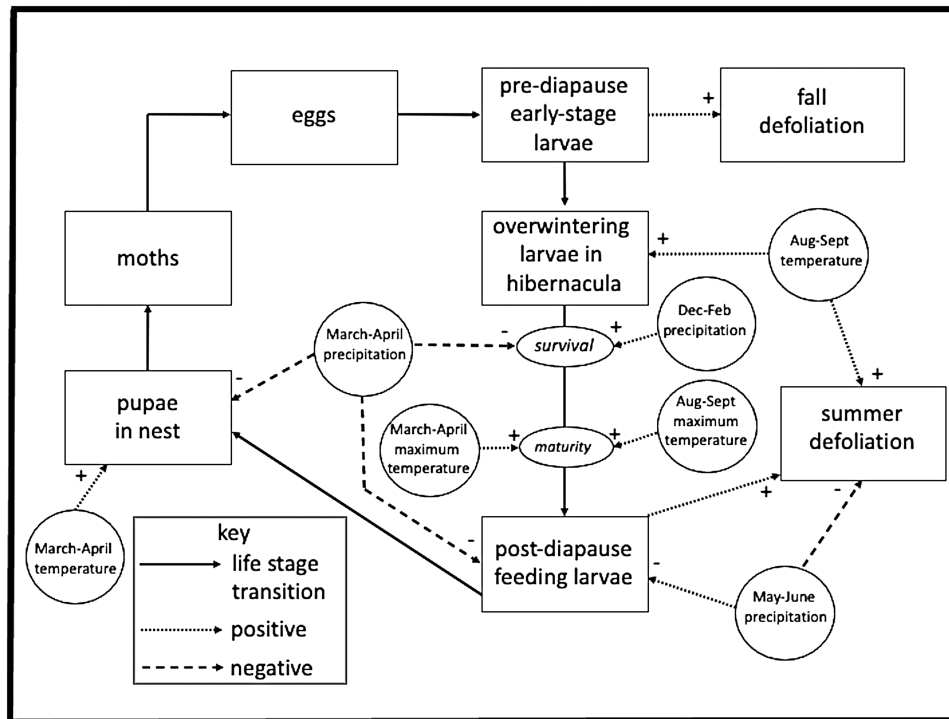 eggs
pre-diapause
early-stage
larvae
+
fall
defoliation
moths
overwintering
larvae in
hibernacula
+
Aug-Sept
temperature
March-April
precipitation
-
survival
+
Dec-Feb
precipitation
+
-
pupae
in nest
March-April
maximum
temperature
+
maturity
+
Aug-Sept
maximum
temperature
summer
defoliation
+
+
-
March-April
temperature
key
life stage
transition
positive
negative
-
post-diapause
feeding larvae
-
May-June
precipitation